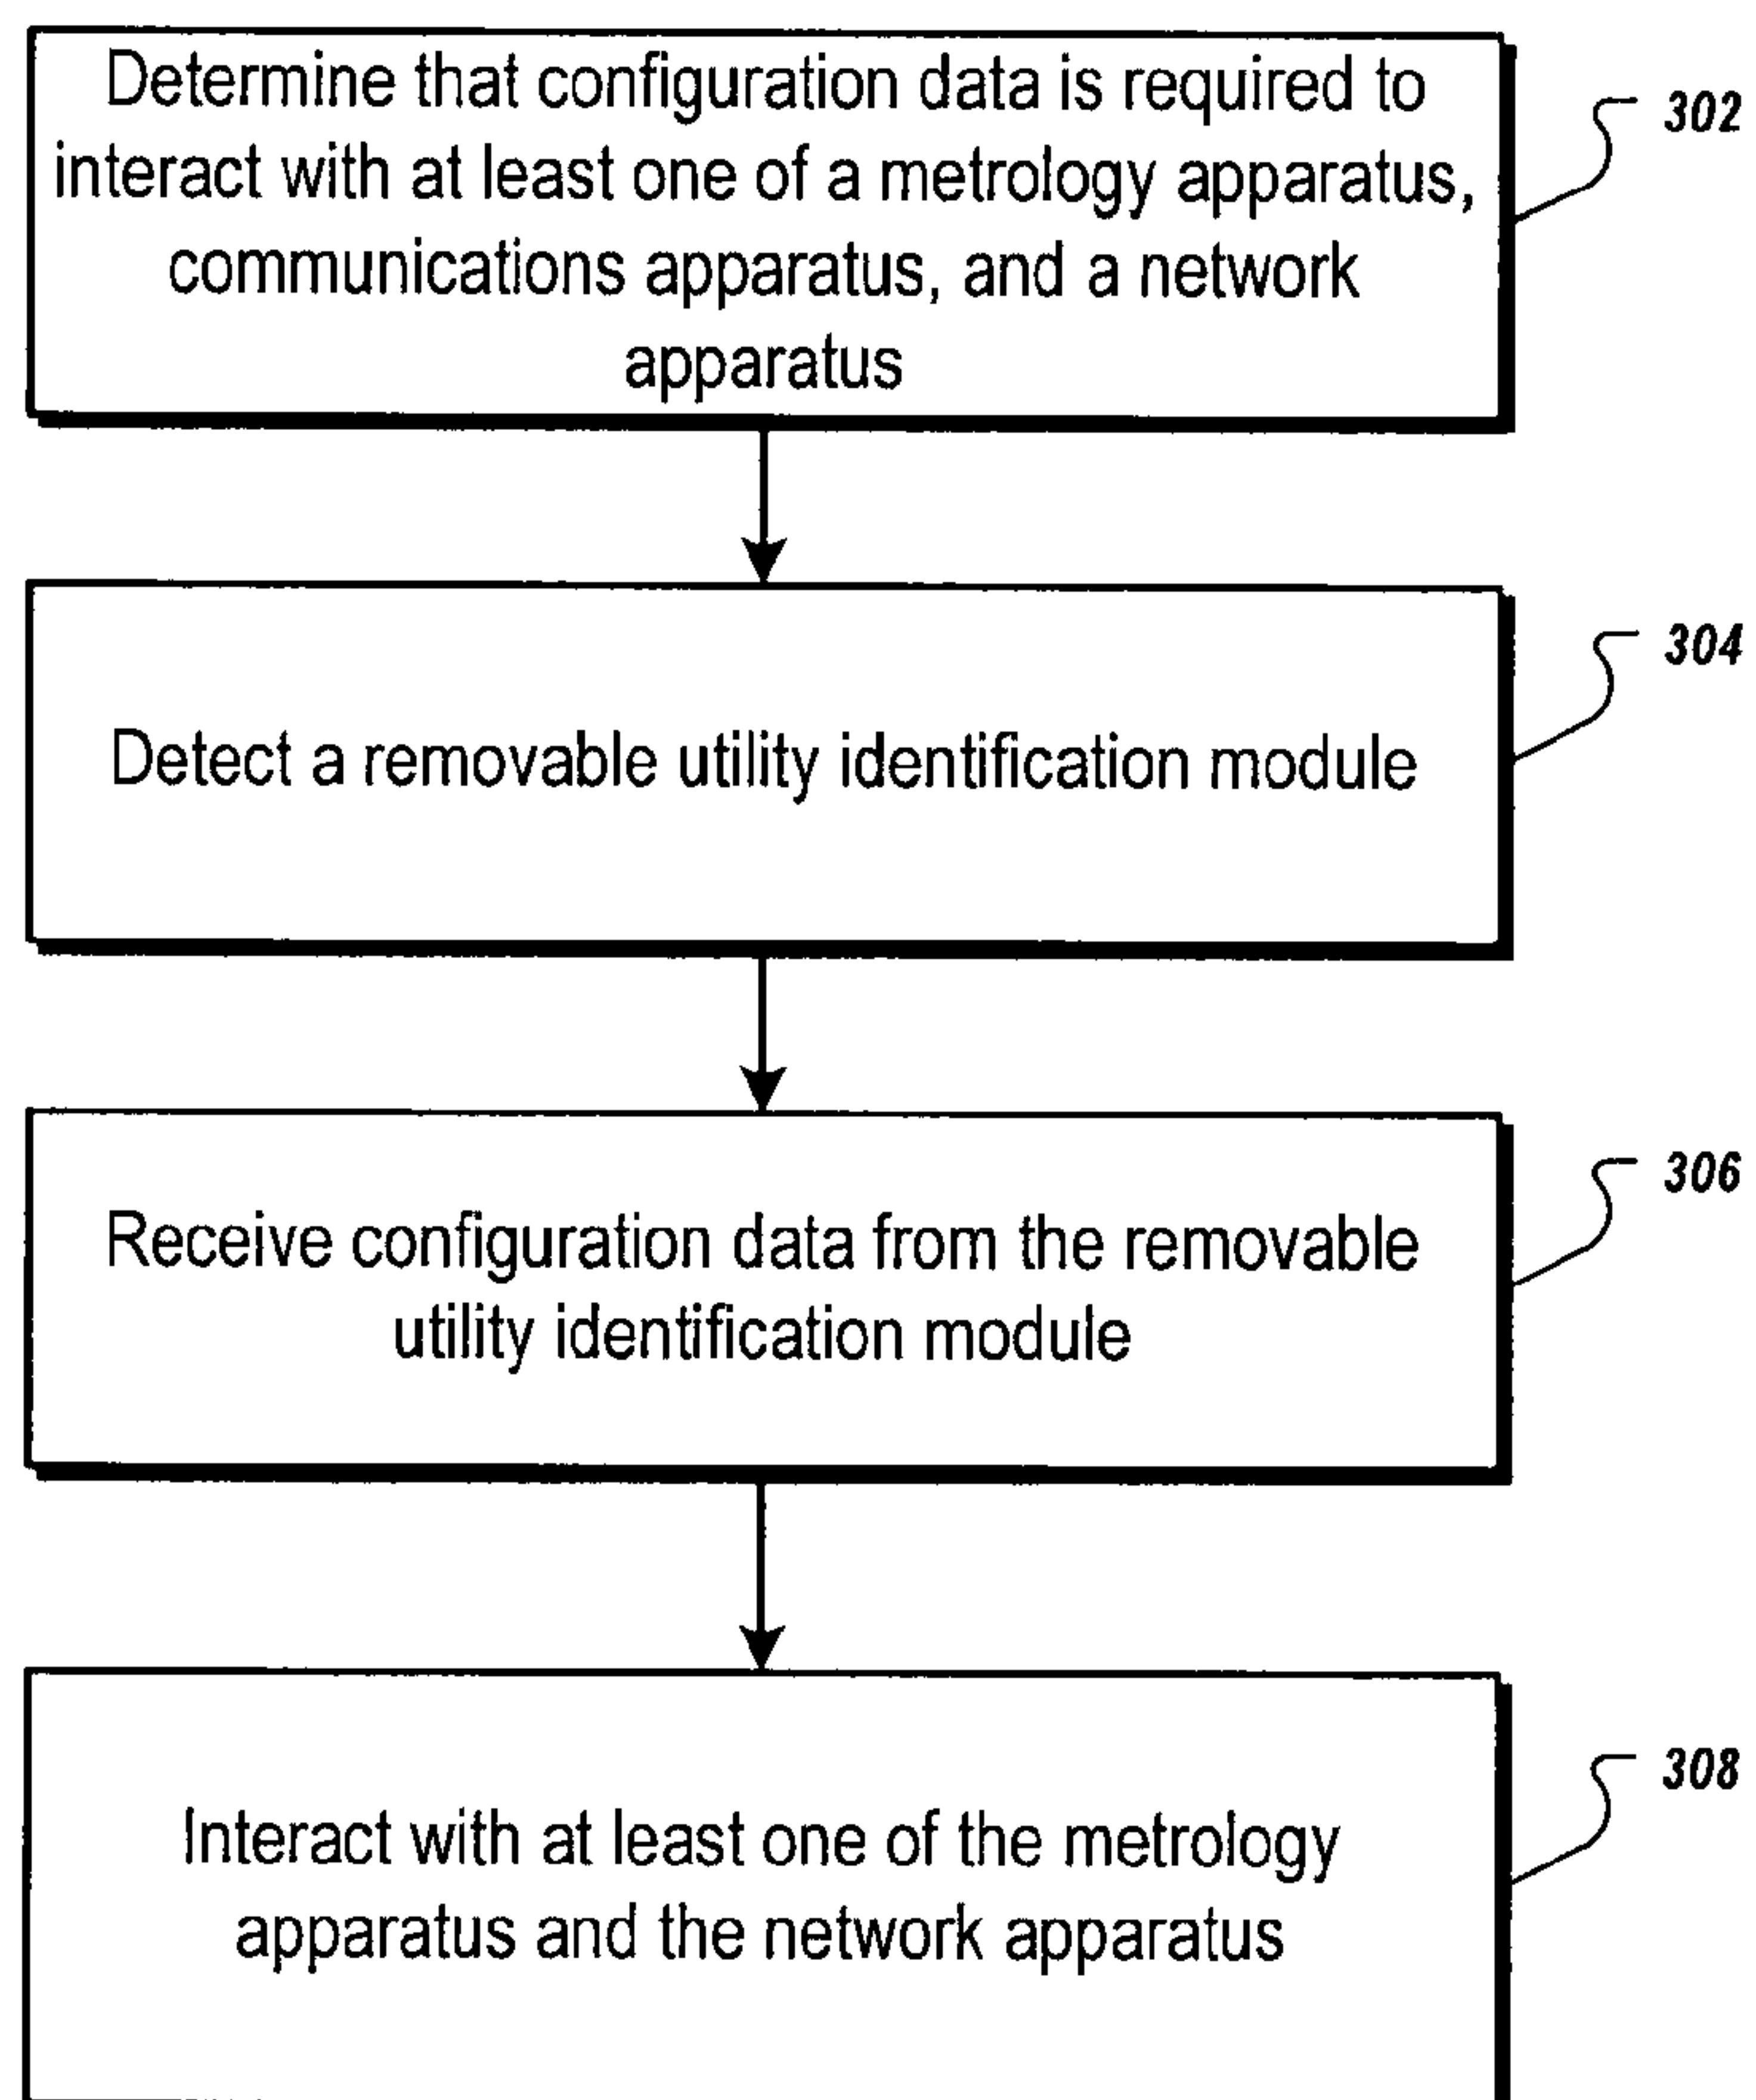 Determine that configuration data is required to
interact with at least one of a metrology apparatus,
communications apparatus, and a network
apparatus
302
Detect a removable utility identification module
304
Receive configuration data from the removable
utility identification module
306
Interact with at least one of the metrology
apparatus and the network apparatus
308